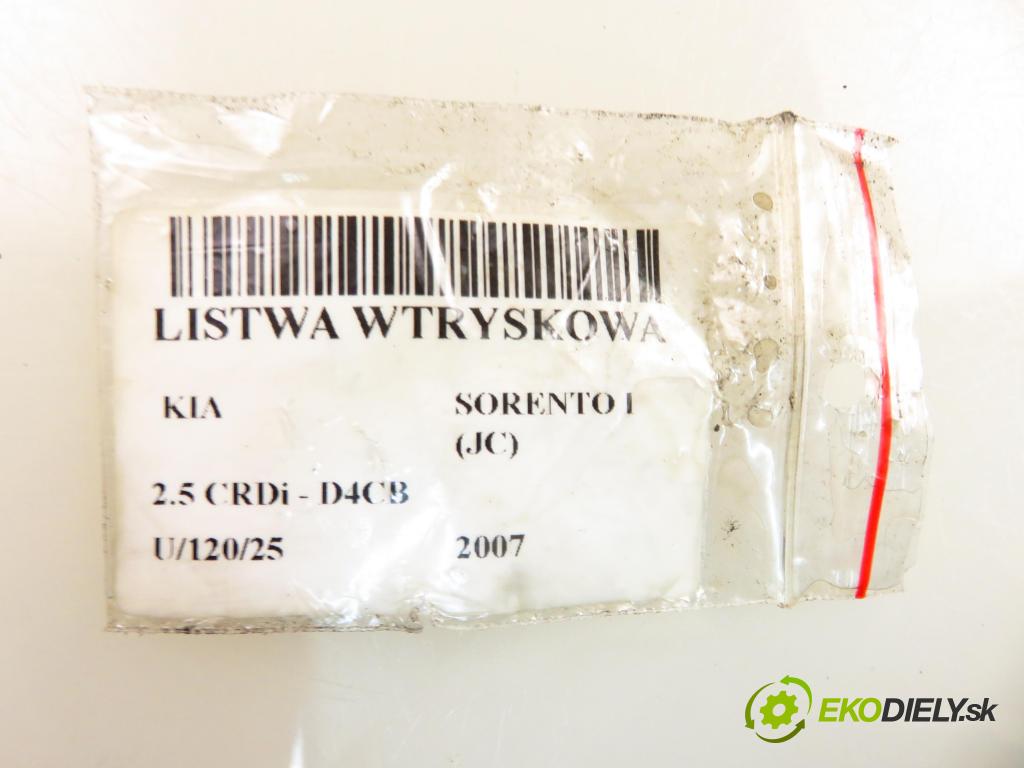 LISTWA WTRYSKOWA
KIA
SORENTO I
(JC)
2.5 CRDi - D4CB
U/120/25
2007
EKODIELY.sk